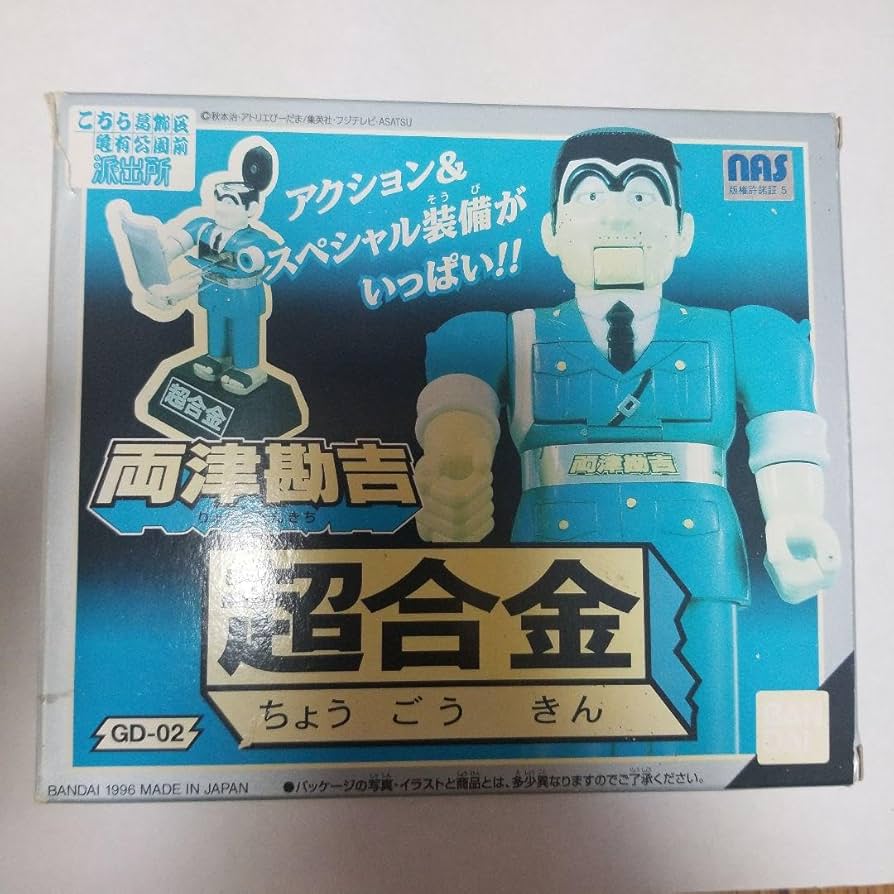 こちら葛飾区
亀有公園前
派出所
©秋本治・アトリエびーだま/集英社・フジテレビ・ASATSU
nas
版権許諾証 5
アクション&
そうび
スペシャル装備が
いっぱい!!
超合金
両津勘吉
両津勘吉
超合金
ちょう ごう きん
GD-02
BANDAI 1996 MADE IN JAPAN
●パッケージの写真・イラストと商品とは、多少異なりますのでご了承ください。